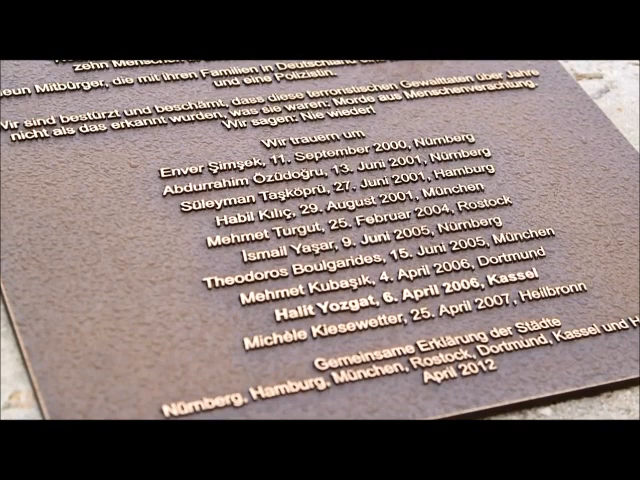 zehn Menschen
neun Mitbürger, die mit ihren Familien in Deutschland
und eine Polizistin.
Wir sind bestürzt und beschämt, dass diese terroristischen Gewalttaten über Jahre
nicht als das erkannt wurden, was sie waren: Morde aus Menschenverachtung.
Wir sagen: Nie wieder!
Wir trauern um
Enver Şimşek, 11. September 2000, Nürnberg
Abdurrahim Özüdoğru, 13. Juni 2001, Nürnberg
Süleyman Taşköprü, 27. Juni 2001, Hamburg
Habil Kılıç, 29. August 2001, München
Mehmet Turgut, 25. Februar 2004, Rostock
İsmail Yaşar, 9. Juni 2005, Nürnberg
Theodoros Boulgarides, 15. Juni 2005, München
Mehmet Kubaşık, 4. April 2006, Dortmund
Halit Yozgat, 6. April 2006, Kassel
Michèle Kiesewetter, 25. April 2007, Heilbronn
Gemeinsame Erklärung der Städte
Nürnberg, Hamburg, München, Rostock, Dortmund, Kassel und H
April 2012